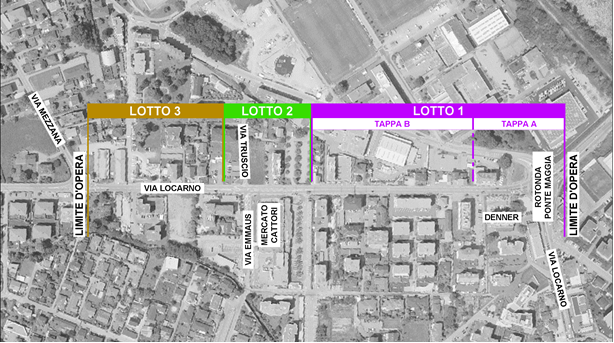 LOTTO 3
LOTTO 2
LOTTO 1
TAPPA B
TAPPA A
VIA MEZZANA
LIMITE D'OPERA
VIA TRUSCIO
VIA LOCARNO
VIA EMMAUS
MERCATO
CATTORI
DENNER
ROTONDA
PONTE MAGGIA
LIMITE D'OPERA
VIA LOCARNO